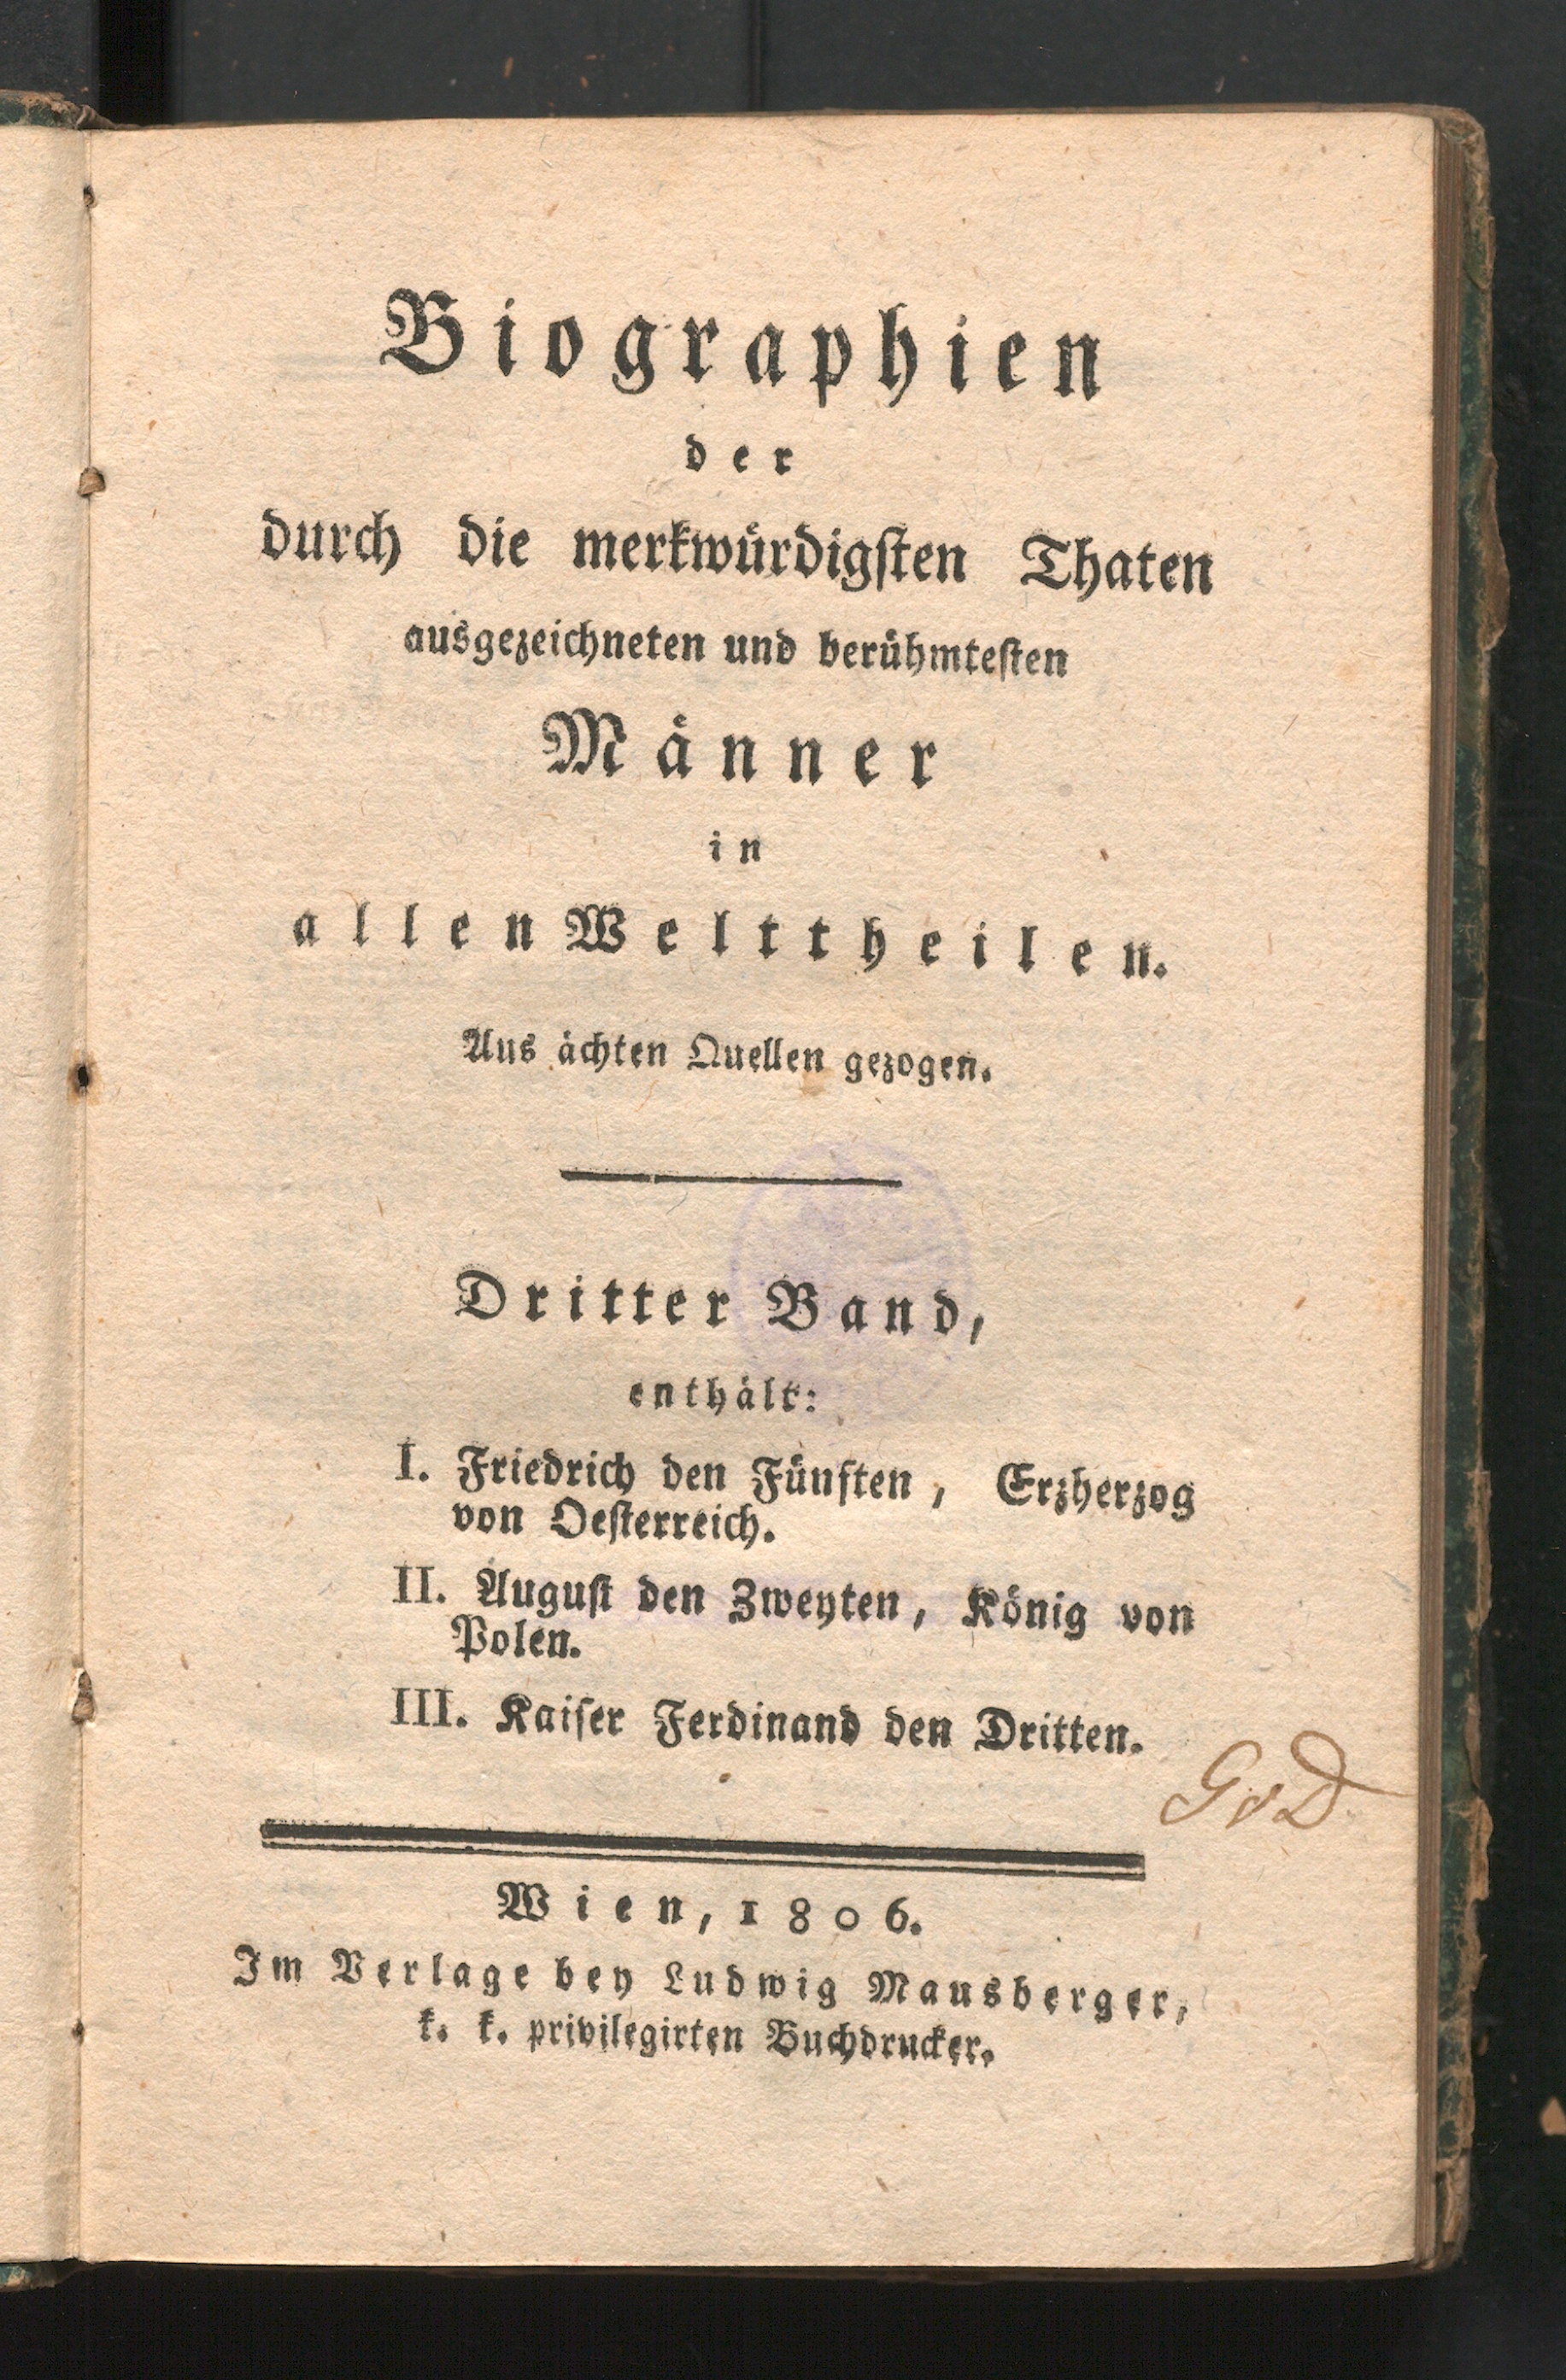 Biographien
der
durch die merkwürdigsten Thaten
ausgezeichneten und berühmtesten
Männer
in
allen Welttheilen.
Aus ächten Quellen gezogen.
Dritter Band,
enthält:
I. Friedrich den Fünften, Erzherzog
von Oesterreich.
II. August den Zweyten, König von
Polen.
III. Kaiser Ferdinand den Dritten.
GvD
Wien, 1806.
Im Verlage bey Ludwig Mausberger,
k. k. privilegirten Buchdrucker.